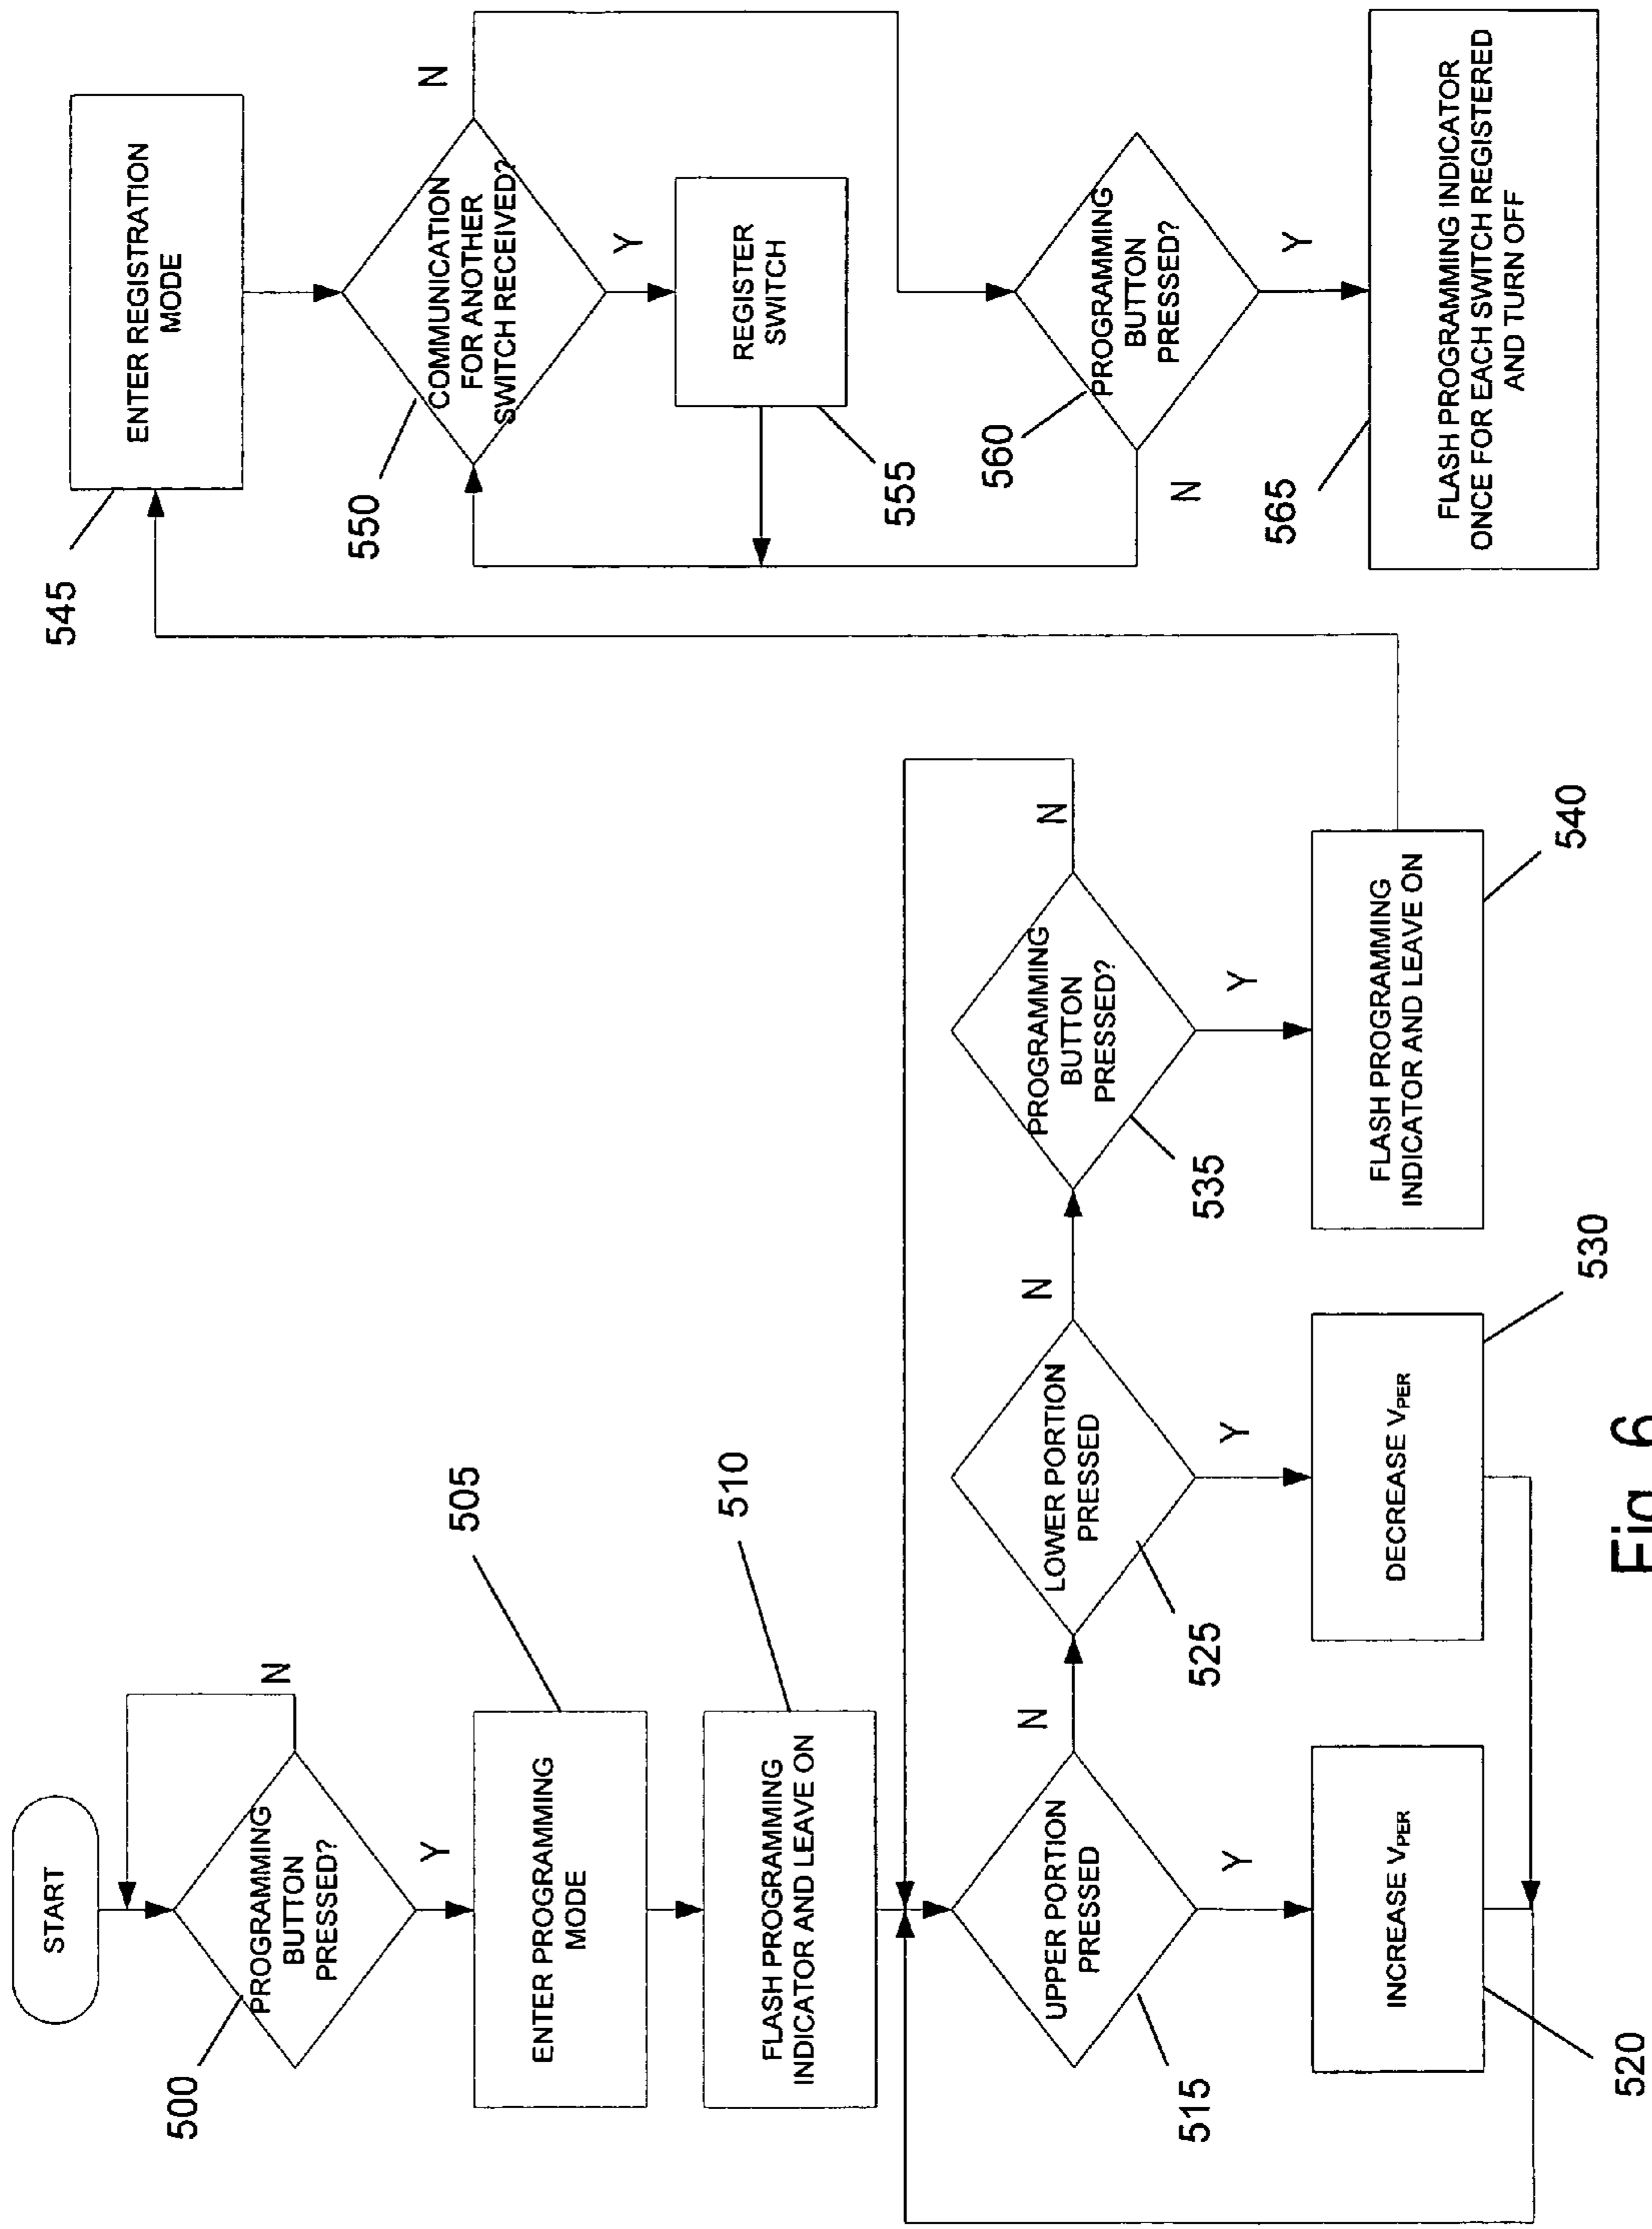 START
PROGRAMMING
BUTTON
PRESSED?
500
N
Y
ENTER PROGRAMMING
MODE
505
FLASH PROGRAMMING
INDICATOR AND LEAVE ON
510
UPPER PORTION
PRESSED
515
N
Y
INCREASE VPER
520
LOWER PORTION
PRESSED
525
N
Y
DECREASE VPER
530
PROGRAMMING
BUTTON
PRESSED?
535
N
Y
FLASH PROGRAMMING
INDICATOR AND LEAVE ON
540
545
ENTER REGISTRATION
MODE
COMMUNICATION
FOR ANOTHER
SWITCH RECEIVED?
550
N
Y
REGISTER
SWITCH
555
PROGRAMMING
BUTTON
PRESSED?
560
N
Y
FLASH PROGRAMMING INDICATOR
ONCE FOR EACH SWITCH REGISTERED
AND TURN OFF
565
Fig. 6